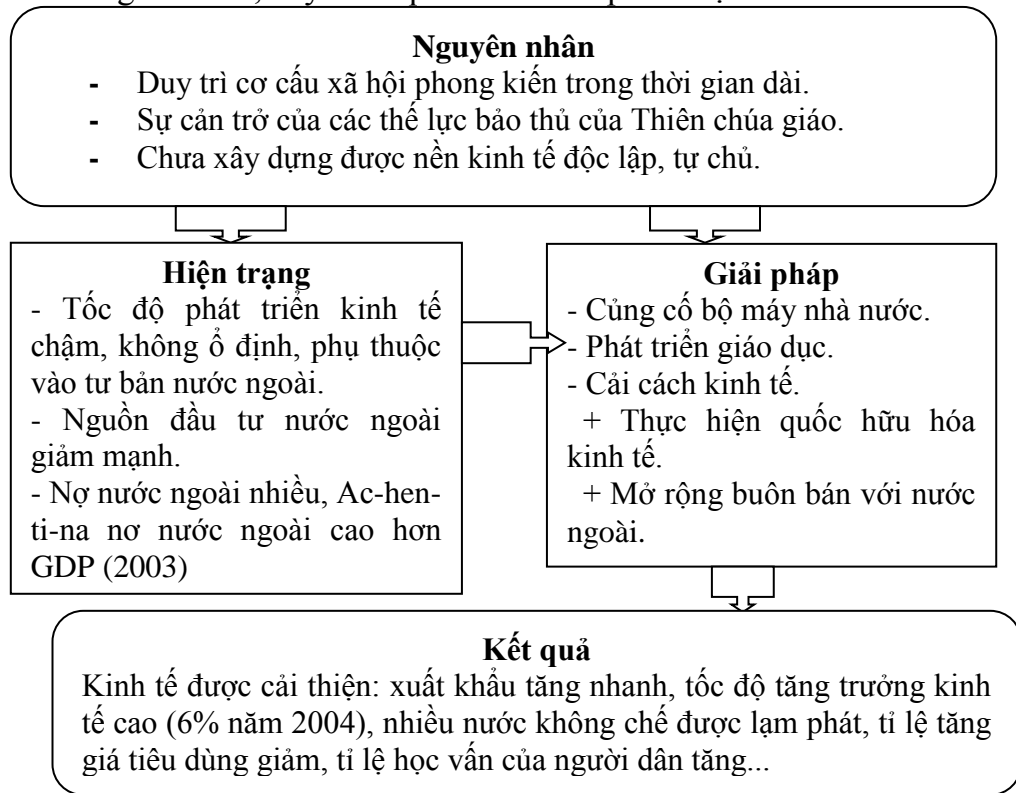 Nguyên nhân
- Duy trì cơ cấu xã hội phong kiến trong thời gian dài.
- Sự cản trở của các thế lực bảo thủ của Thiên chúa giáo.
- Chưa xây dựng được nền kinh tế độc lập, tự chủ.
Hiện trạng
- Tốc độ phát triển kinh tế
chậm, không ổ định, phụ thuộc
vào tư bản nước ngoài.
- Nguồn đầu tư nước ngoài
giảm mạnh.
- Nợ nước ngoài nhiều, Ac-hen-
ti-na nơ nước ngoài cao hơn
GDP (2003)
Giải pháp
- Củng cố bộ máy nhà nước.
- Phát triển giáo dục.
- Cải cách kinh tế.
+ Thực hiện quốc hữu hóa
kinh tế.
+ Mở rộng buôn bán với nước
ngoài.
Kết quả
Kinh tế được cải thiện: xuất khẩu tăng nhanh, tốc độ tăng trưởng kinh
tế cao (6% năm 2004), nhiều nước không chế được lạm phát, tỉ lệ tăng
giá tiêu dùng giảm, tỉ lệ học vấn của người dân tăng...